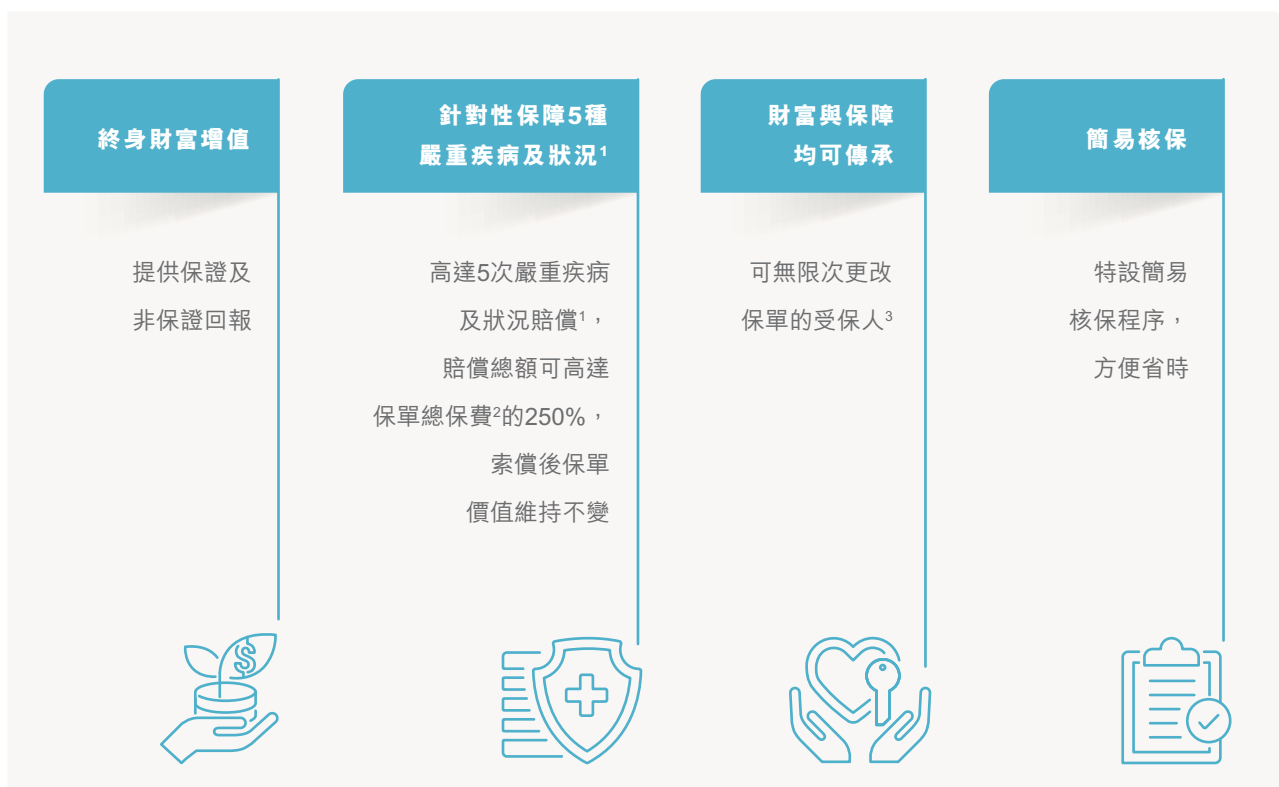 終身財富增值
提供保證及
非保證回報
針對性保障5種
嚴重疾病及狀況¹
高達5次嚴重疾病
及狀況賠償¹，
賠償總額可高達
保單總保費²的250%，
索償後保單
價值維持不變
財富與保障
均可傳承
可無限次更改
保單的受保人³
簡易核保
特設簡易
核保程序，
方便省時
$